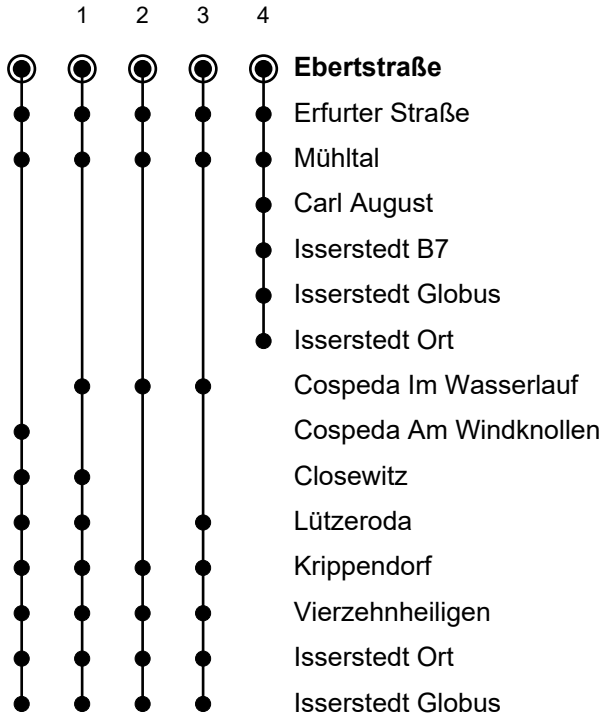 1 2 3 4
Ebertstraße
Erfurter Straße
Mühltal
Carl August
Isserstedt B7
Isserstedt Globus
Isserstedt Ort
Cospeda Im Wasserlauf
Cospeda Am Windknollen
Closewitz
Lützeroda
Krippendorf
Vierzehnheiligen
Isserstedt Ort
Isserstedt Globus